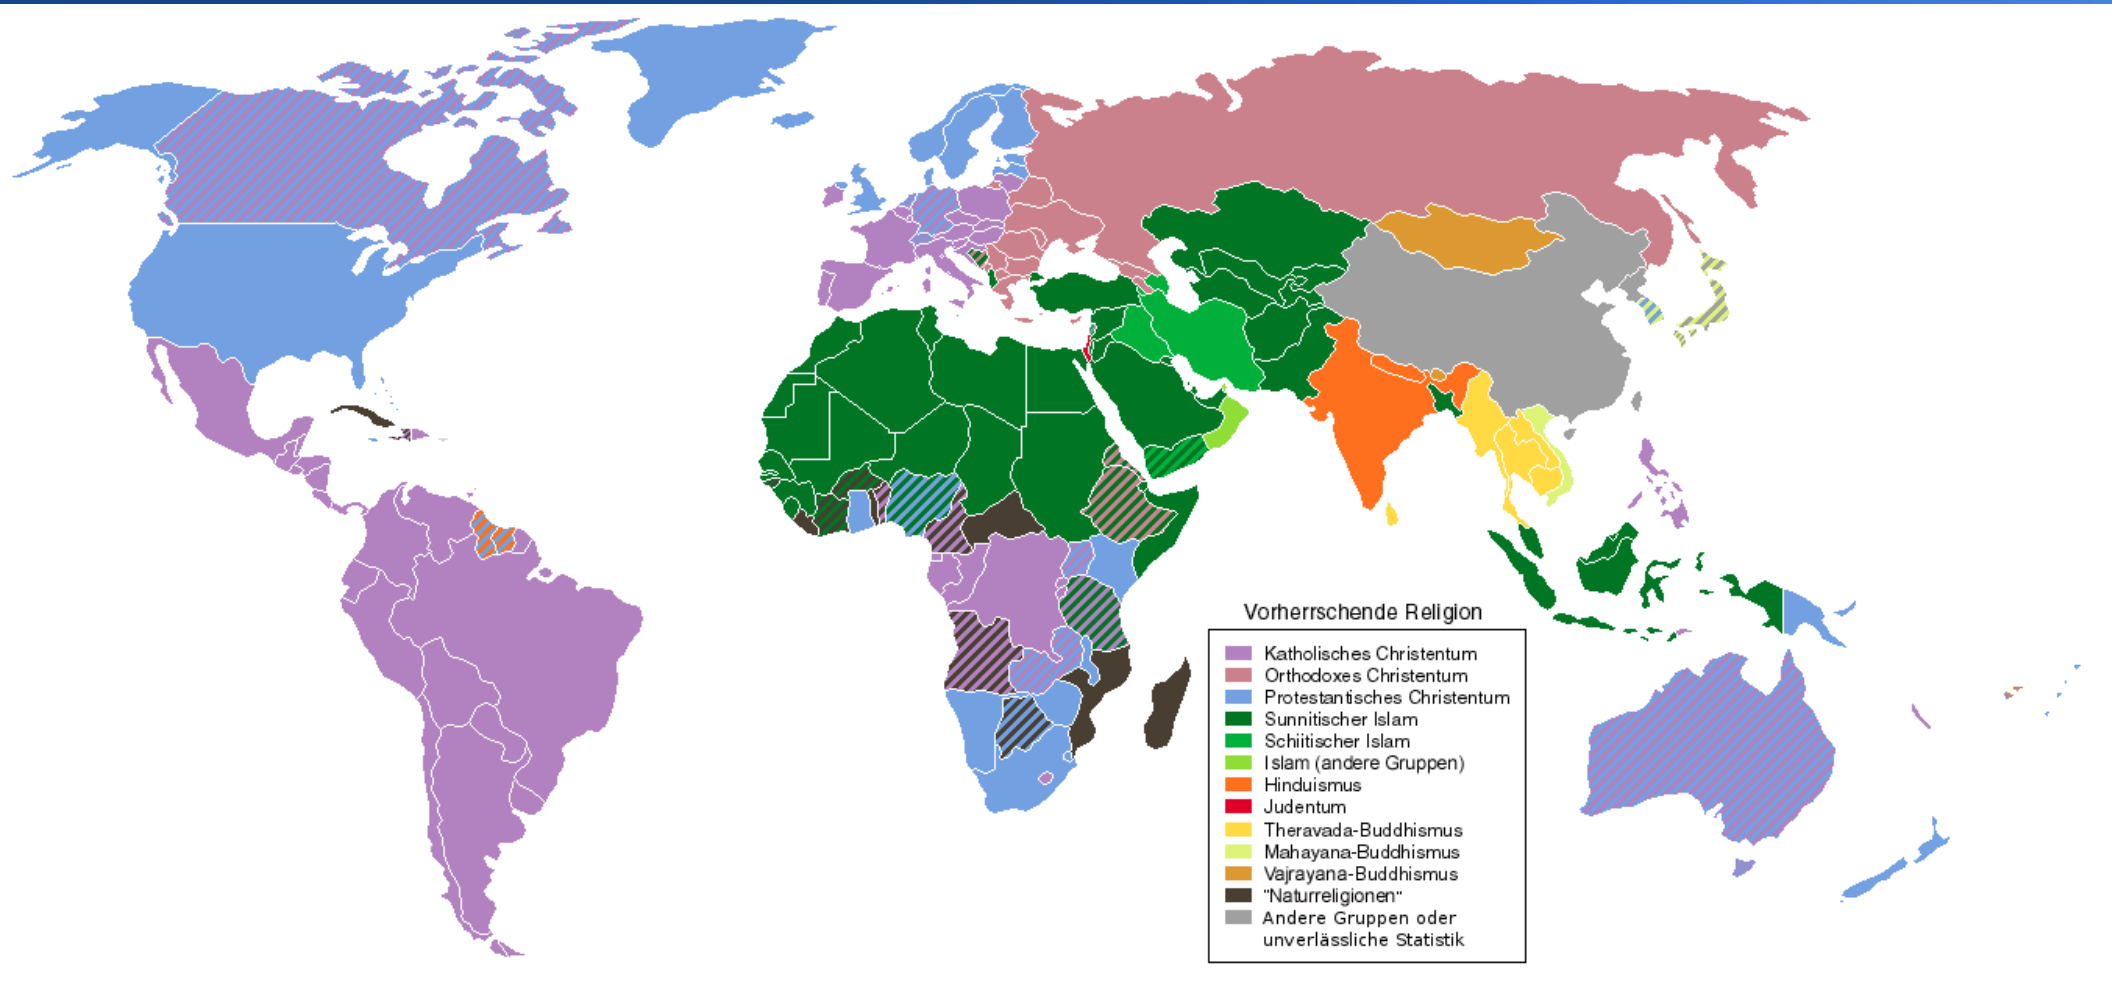 Vorherrschende Religion
Katholisches Christentum
Orthodoxes Christentum
Protestantisches Christentum
Sunnitischer Islam
Schiitischer Islam
Islam (andere Gruppen)
Hinduismus
Judentum
Theravada-Buddhismus
Mahayana-Buddhismus
Vajrayana-Buddhismus
"Naturreligionen"
Andere Gruppen oder
unverlässliche Statistik